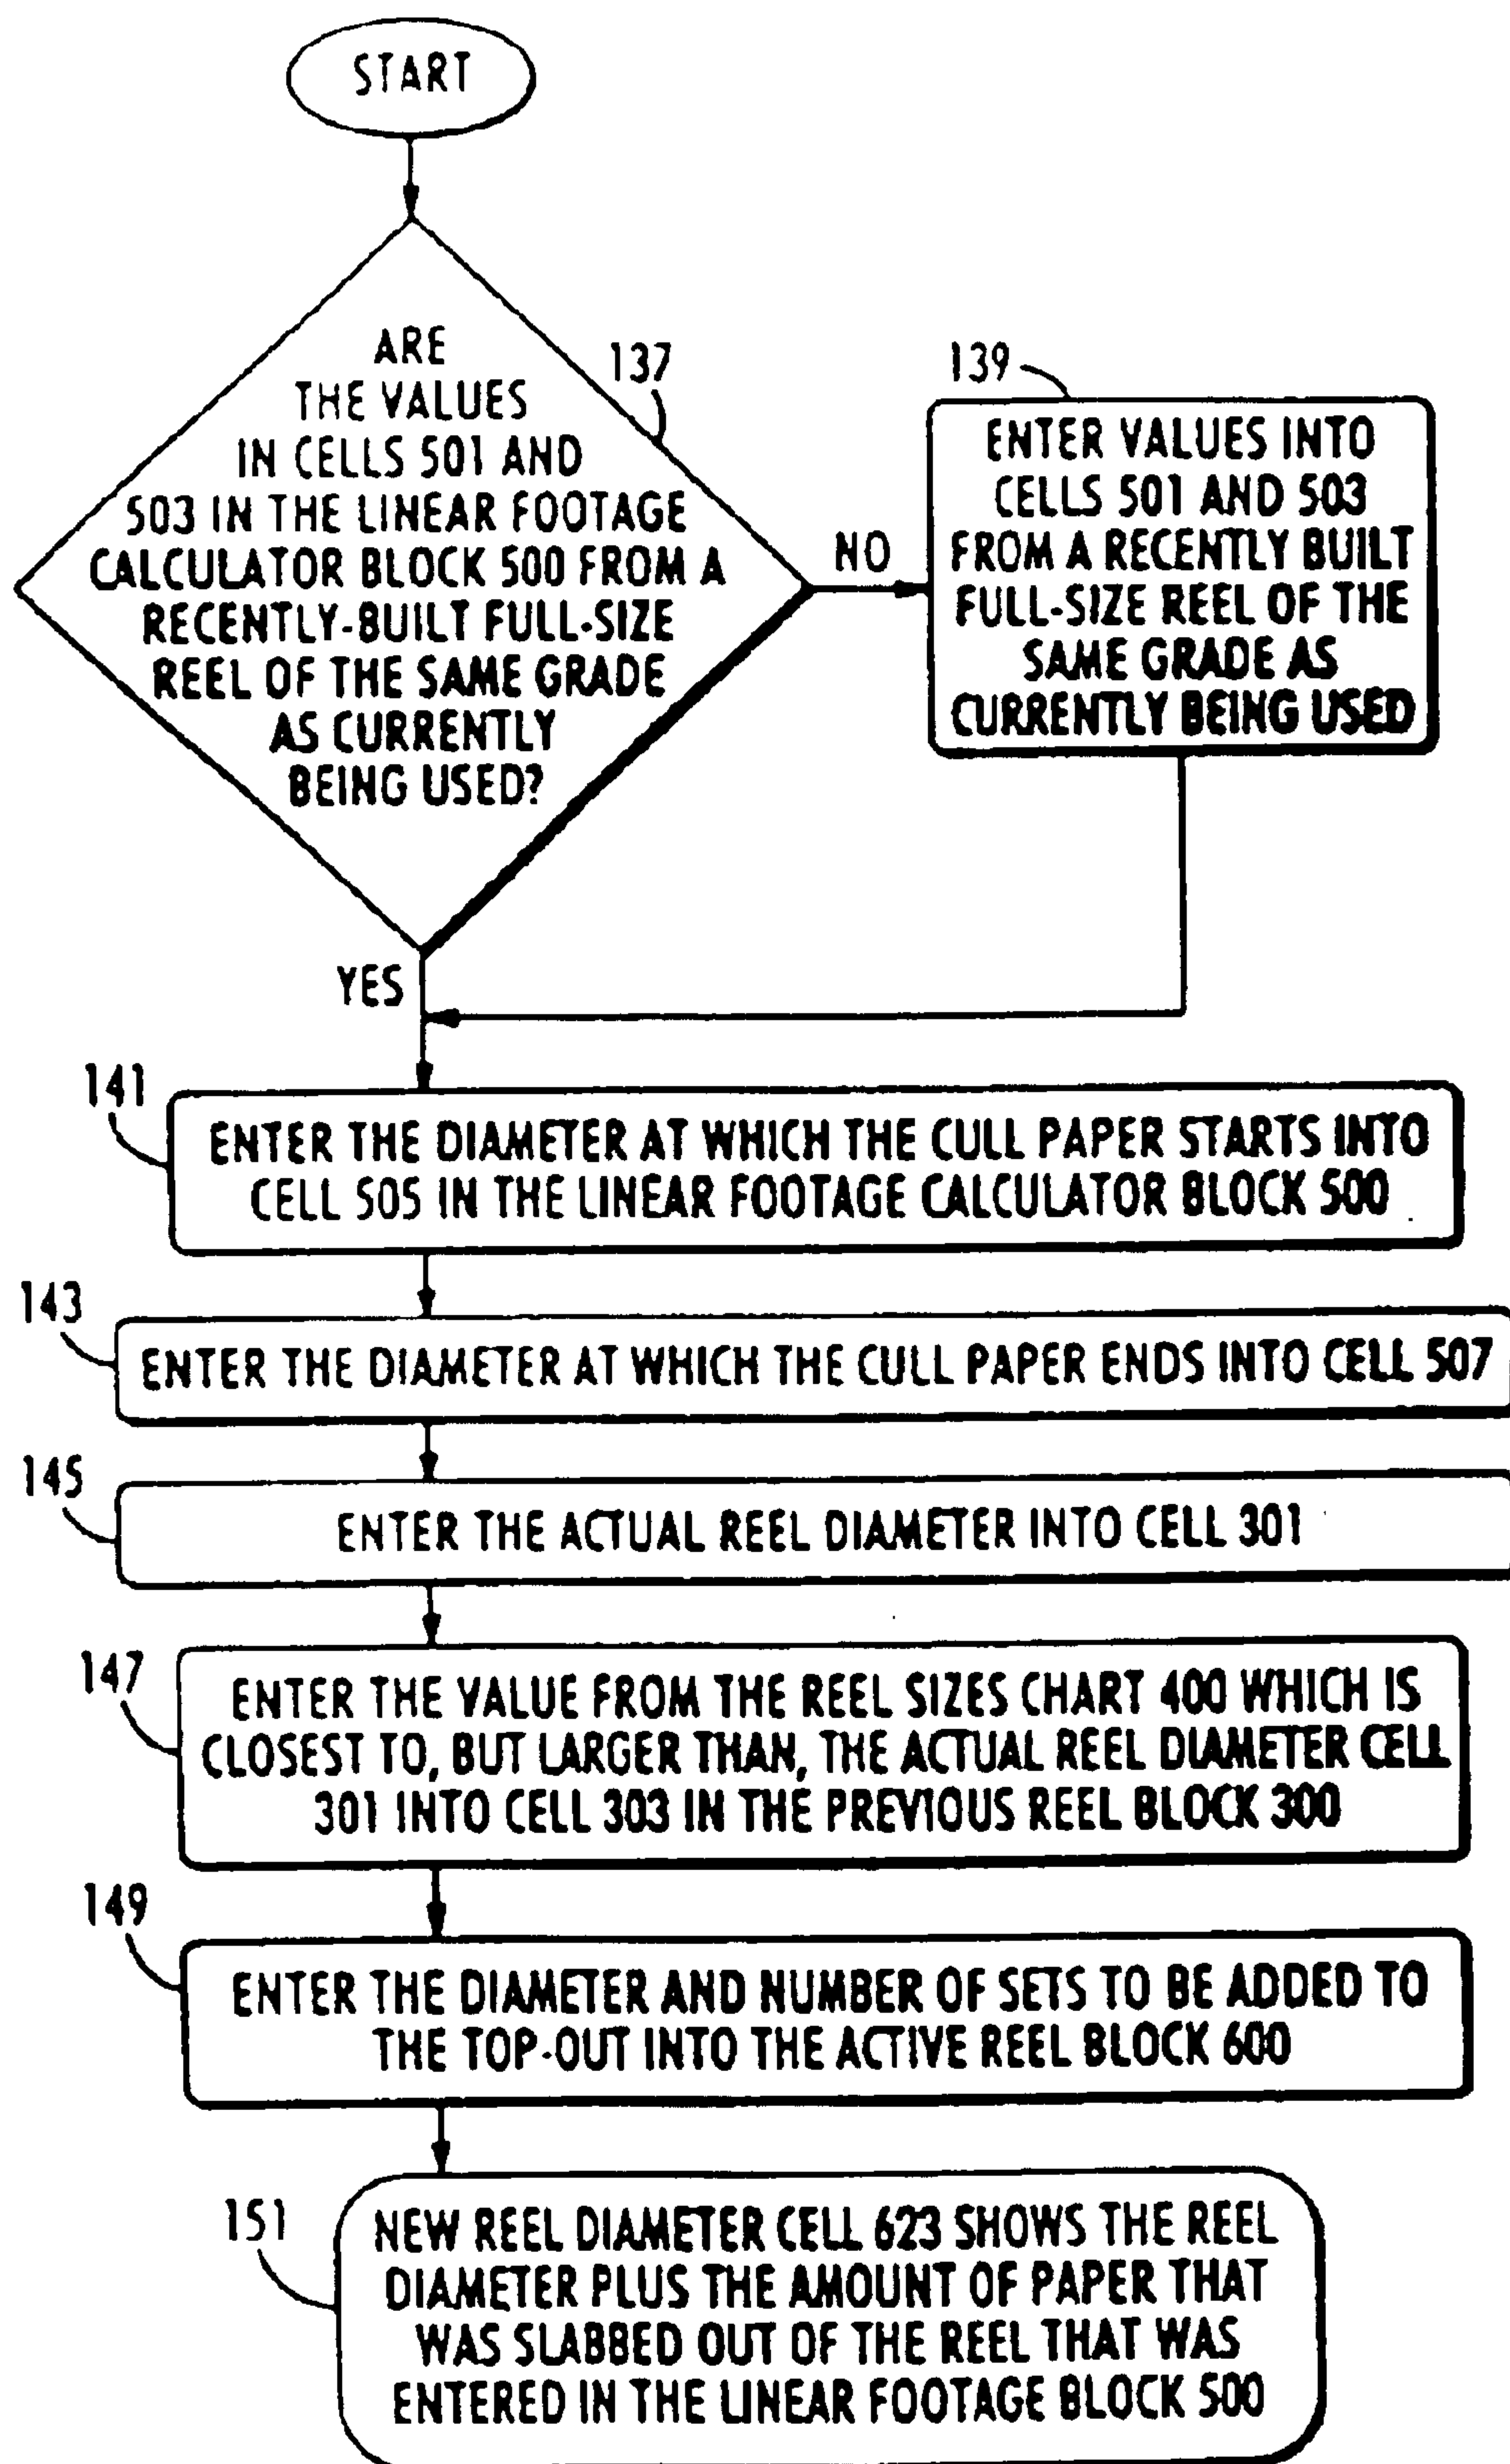 START
ARE
THE VALUES
IN CELLS 501 AND
503 IN THE LINEAR FOOTAGE
CALCULATOR BLOCK 500 FROM A
RECENTLY-BUILT FULL-SIZE
REEL OF THE SAME GRADE
AS CURRENTLY
BEING USED?
137
NO
139
ENTER VALUES INTO
CELLS 501 AND 503
FROM A RECENTLY BUILT
FULL-SIZE REEL OF THE
SAME GRADE AS
CURRENTLY BEING USED
YES
141
ENTER THE DIAMETER AT WHICH THE CULL PAPER STARTS INTO
CELL 505 IN THE LINEAR FOOTAGE CALCULATOR BLOCK 500
143
ENTER THE DIAMETER AT WHICH THE CULL PAPER ENDS INTO CELL 507
145
ENTER THE ACTUAL REEL DIAMETER INTO CELL 301
147
ENTER THE VALUE FROM THE REEL SIZES CHART 400 WHICH IS
CLOSEST TO, BUT LARGER THAN, THE ACTUAL REEL DIAMETER CELL
301 INTO CELL 303 IN THE PREVIOUS REEL BLOCK 300
149
ENTER THE DIAMETER AND NUMBER OF SETS TO BE ADDED TO
THE TOP-OUT INTO THE ACTIVE REEL BLOCK 600
151
NEW REEL DIAMETER CELL 623 SHOWS THE REEL
DIAMETER PLUS THE AMOUNT OF PAPER THAT
WAS SLABBED OUT OF THE REEL THAT WAS
ENTERED IN THE LINEAR FOOTAGE BLOCK 500